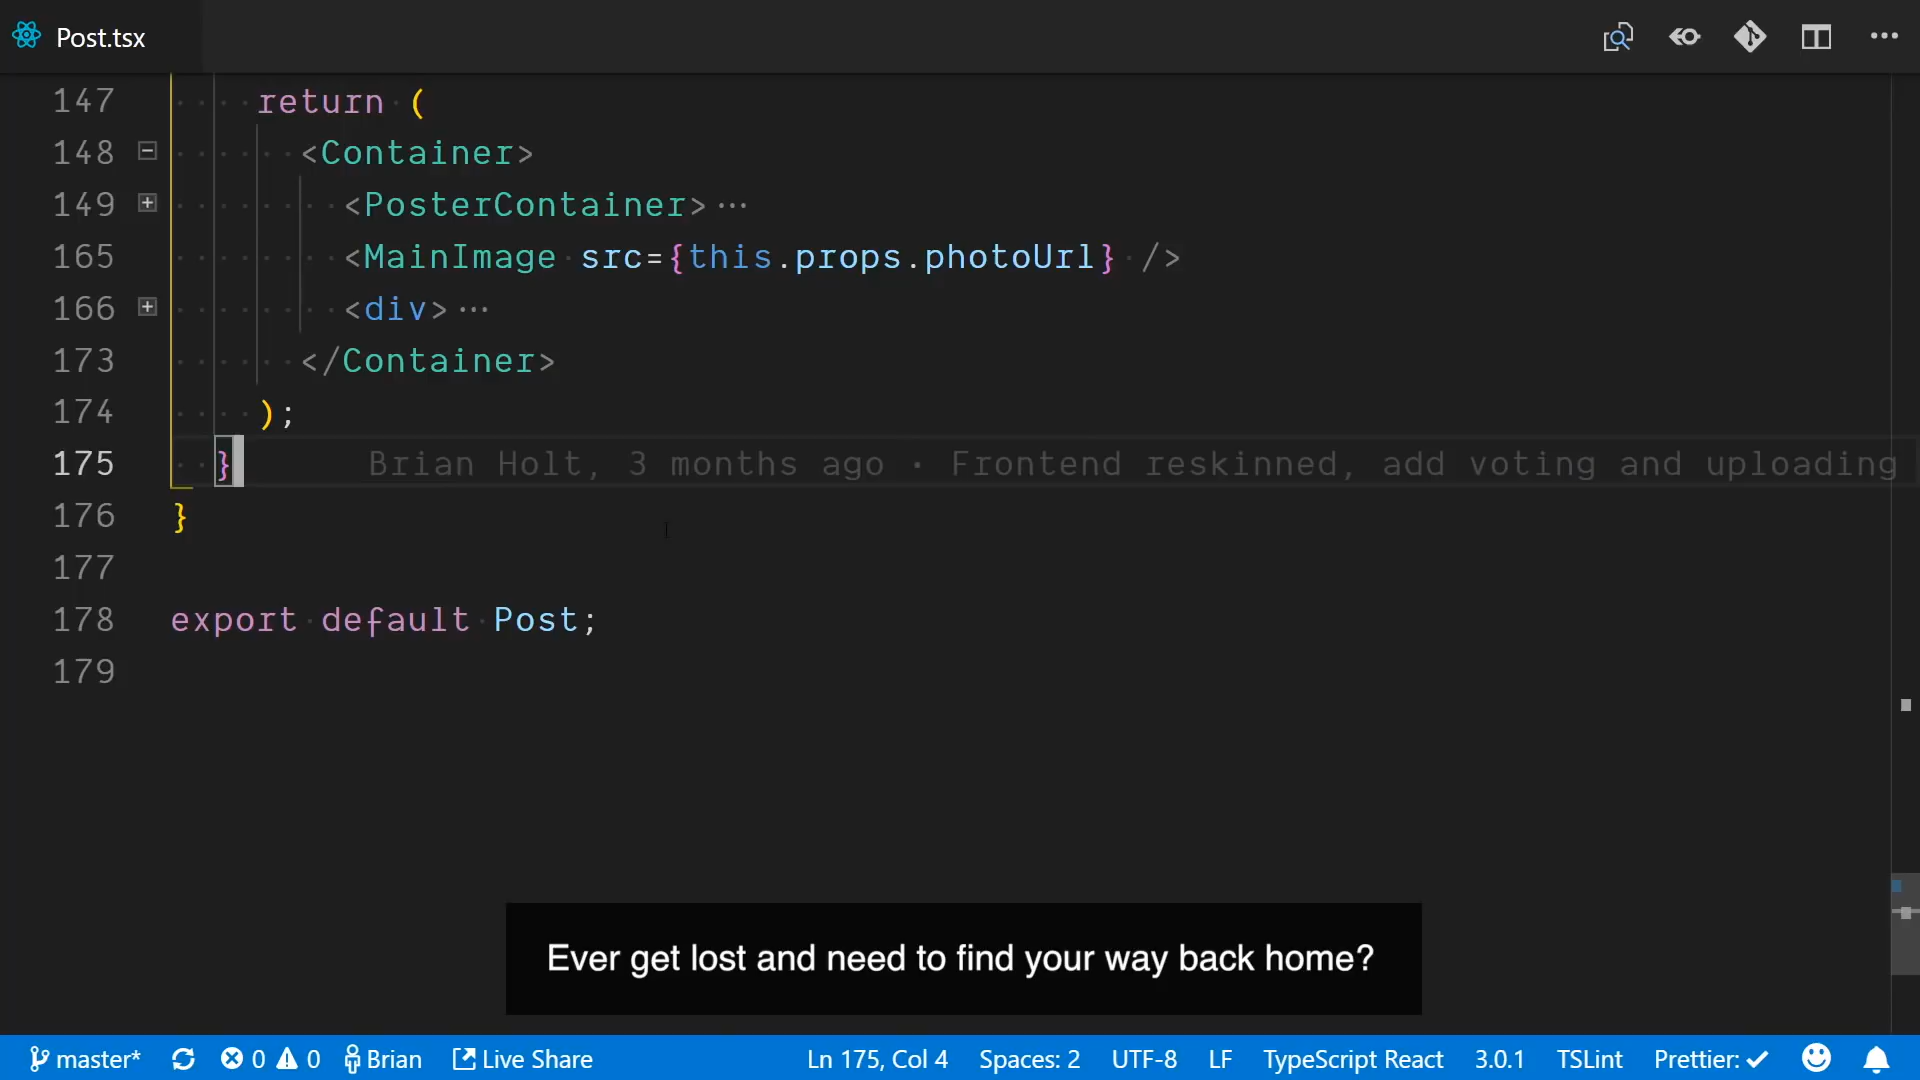 Post.tsx
147 return (
148 <Container>
149 <PosterContainer>...
165 <MainImage src={this.props.photoUrl} />
166 <div>...
173 </Container>
174 );
175 } Brian Holt, 3 months ago • Frontend reskinned, add voting and uploading
176 }
177
178 export default Post;
179
Ever get lost and need to find your way back home?
master* 0 0 Brian Live Share Ln 175, Col 4 Spaces: 2 UTF-8 LF TypeScript React 3.0.1 TSLint Prettier: ✓